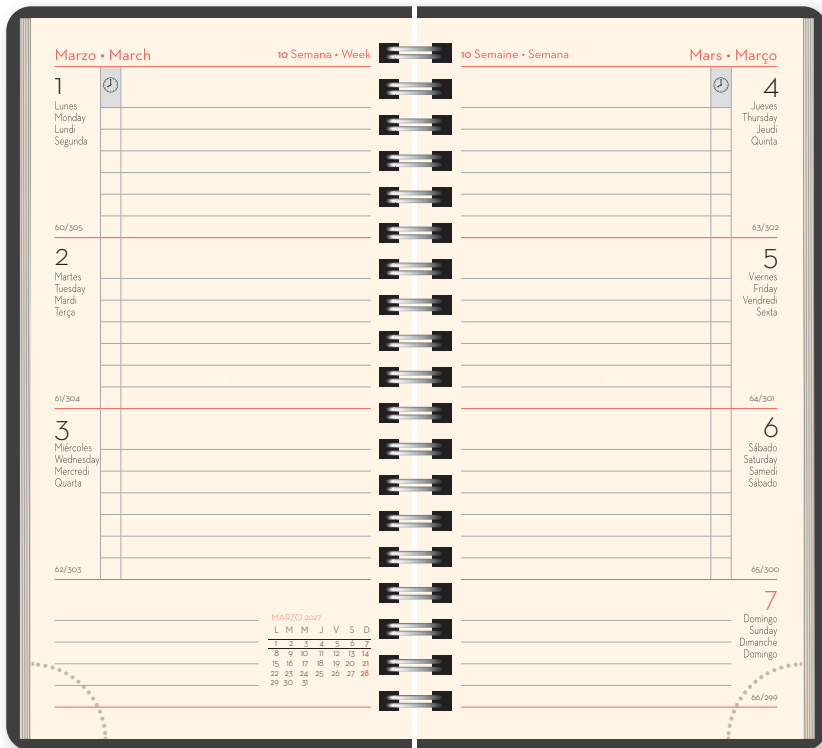 Marzo • March
10 Semana • Week
1
Lunes
Monday
Lundi
Segunda
60/305
2
Martes
Tuesday
Mardi
Terça
61/304
3
Miércoles
Wednesday
Mercredi
Quarta
62/303
MARZO 2027
L M M J V S D
1 2 3 4 5 6 7
8 9 10 11 12 13 14
15 16 17 18 19 20 21
22 23 24 25 26 27 28
29 30 31
10 Semaine • Semana
Mars • Março
4
Jueves
Thursday
Jeudi
Quinta
63/302
5
Viernes
Friday
Vendredi
Sexta
64/301
6
Sábado
Saturday
Samedi
Sábado
65/300
7
Domingo
Sunday
Dimanche
Domingo
66/299